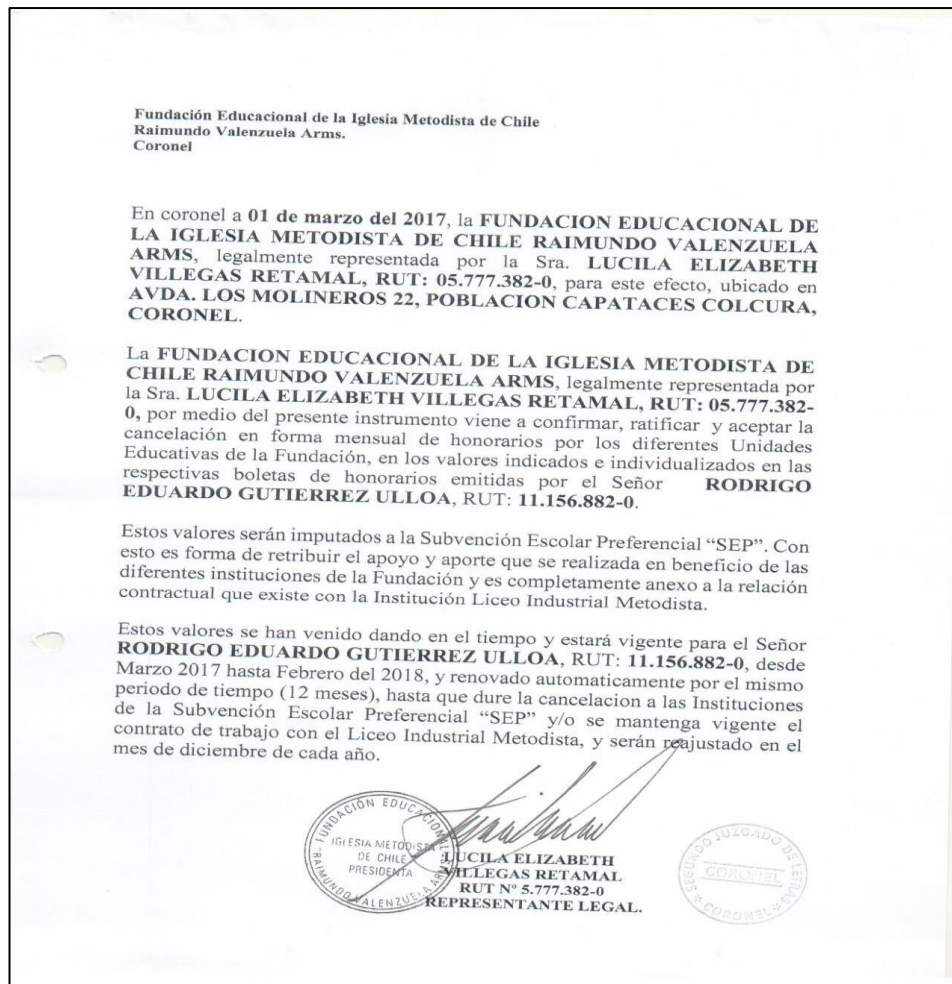 Fundación Educacional de la Iglesia Metodista de Chile
Raimundo Valenzuela Arms.
Coronel
En coronel a 01 de marzo del 2017, la FUNDACION EDUCACIONAL DE
LA IGLESIA METODISTA DE CHILE RAIMUNDO VALENZUELA
ARMS, legalmente representada por la Sra. LUCILA ELIZABETH
VILLEGAS RETAMAL, RUT: 05.777.382-0, para este efecto, ubicado en
AVDA. LOS MOLINEROS 22, POBLACION CAPATACES COLCURA,
CORONEL.
La FUNDACION EDUCACIONAL DE LA IGLESIA METODISTA DE
CHILE RAIMUNDO VALENZUELA ARMS, legalmente representada por
la Sra. LUCILA ELIZABETH VILLEGAS RETAMAL, RUT: 05.777.382-
0, por medio del presente instrumento viene a confirmar, ratificar y aceptar la
cancelación en forma mensual de honorarios por los diferentes Unidades
Educativas de la Fundación, en los valores indicados e individualizados en las
respectivas boletas de honorarios emitidas por el Señor RODRIGO
EDUARDO GUTIERREZ ULLOA, RUT: 11.156.882-0.
Estos valores serán imputados a la Subvención Escolar Preferencial “SEP”. Con
esto es forma de retribuir el apoyo y aporte que se realizada en beneficio de las
diferentes instituciones de la Fundación y es completamente anexo a la relación
contractual que existe con la Institución Liceo Industrial Metodista.
Estos valores se han venido dando en el tiempo y estará vigente para el Señor
RODRIGO EDUARDO GUTIERREZ ULLOA, RUT: 11.156.882-0, desde
Marzo 2017 hasta Febrero del 2018, y renovado automaticamente por el mismo
periodo de tiempo (12 meses), hasta que dure la cancelacion a las Instituciones
de la Subvención Escolar Preferencial “SEP” y/o se mantenga vigente el
contrato de trabajo con el Liceo Industrial Metodista, y serán reajustado en el
mes de diciembre de cada año.
FUNDACIÓN EDUCACIONAL
IGLESIA METODISTA
DE CHILE
PRESIDENTA
RAIMUNDO VALENZUELA ARMS
LUCILA ELIZABETH
VILLEGAS RETAMAL
RUT Nº 5.777.382-0
REPRESENTANTE LEGAL.
SEGUNDO JUZGADO DE LETRAS
CORONEL
CORONEL